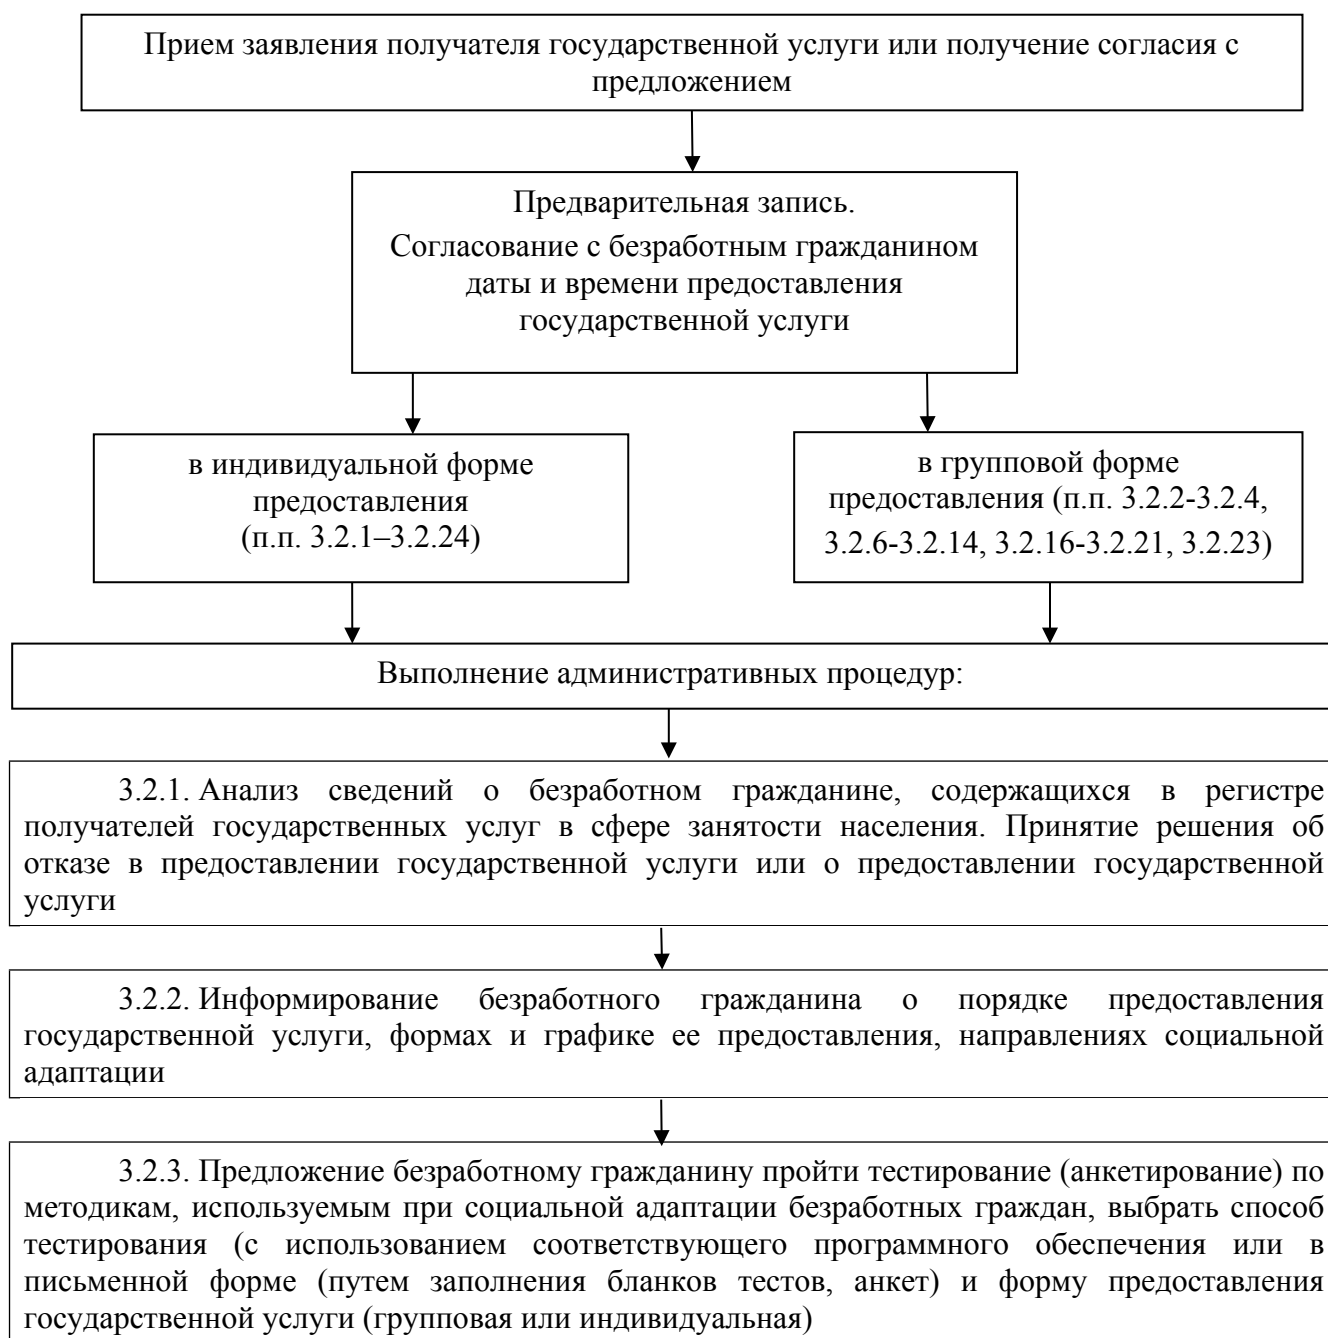 Прием заявления получателя государственной услуги или получение согласия с
предложением
Предварительная запись.
Согласование с безработным гражданином
даты и времени предоставления
государственной услуги
в индивидуальной форме
предоставления
(п.п. 3.2.1–3.2.24)
в групповой форме
предоставления (п.п. 3.2.2-3.2.4,
3.2.6-3.2.14, 3.2.16-3.2.21, 3.2.23)
Выполнение административных процедур:
3.2.1. Анализ сведений о безработном гражданине, содержащихся в регистре
получателей государственных услуг в сфере занятости населения. Принятие решения об
отказе в предоставлении государственной услуги или о предоставлении государственной
услуги
3.2.2. Информирование безработного гражданина о порядке предоставления
государственной услуги, формах и графике ее предоставления, направлениях социальной
адаптации
3.2.3. Предложение безработному гражданину пройти тестирование (анкетирование) по
методикам, используемым при социальной адаптации безработных граждан, выбрать способ
тестирования (с использованием соответствующего программного обеспечения или в
письменной форме (путем заполнения бланков тестов, анкет) и форму предоставления
государственной услуги (групповая или индивидуальная)